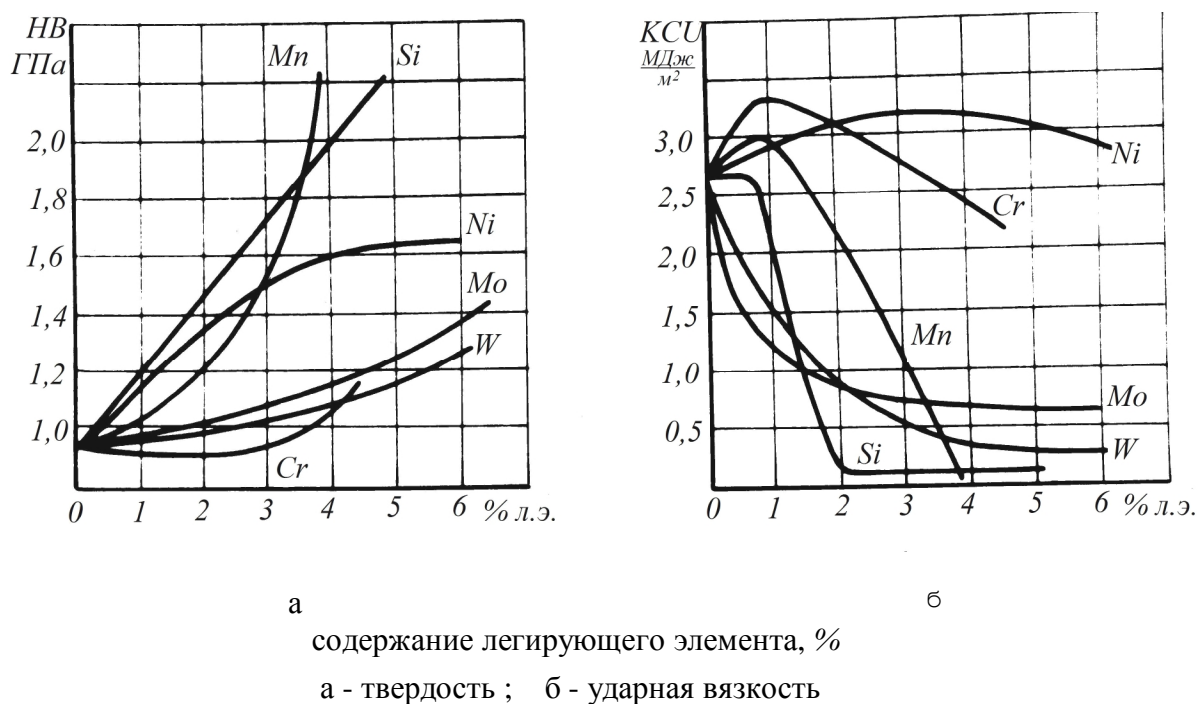 HB
ГПа
2,0
1,8
1,6
1,4
1,2
1,0
Mn
Si
Ni
Mo
W
Cr
0 1 2 3 4 5 6 % л.э.
KCU
МДж
м²
3,0
2,5
2,0
1,5
1,0
0,5
Ni
Cr
Mn
Mo
W
Si
0 1 2 3 4 5 6 % л.э.
а
б
содержание легирующего элемента, %
а - твердость ; б - ударная вязкость